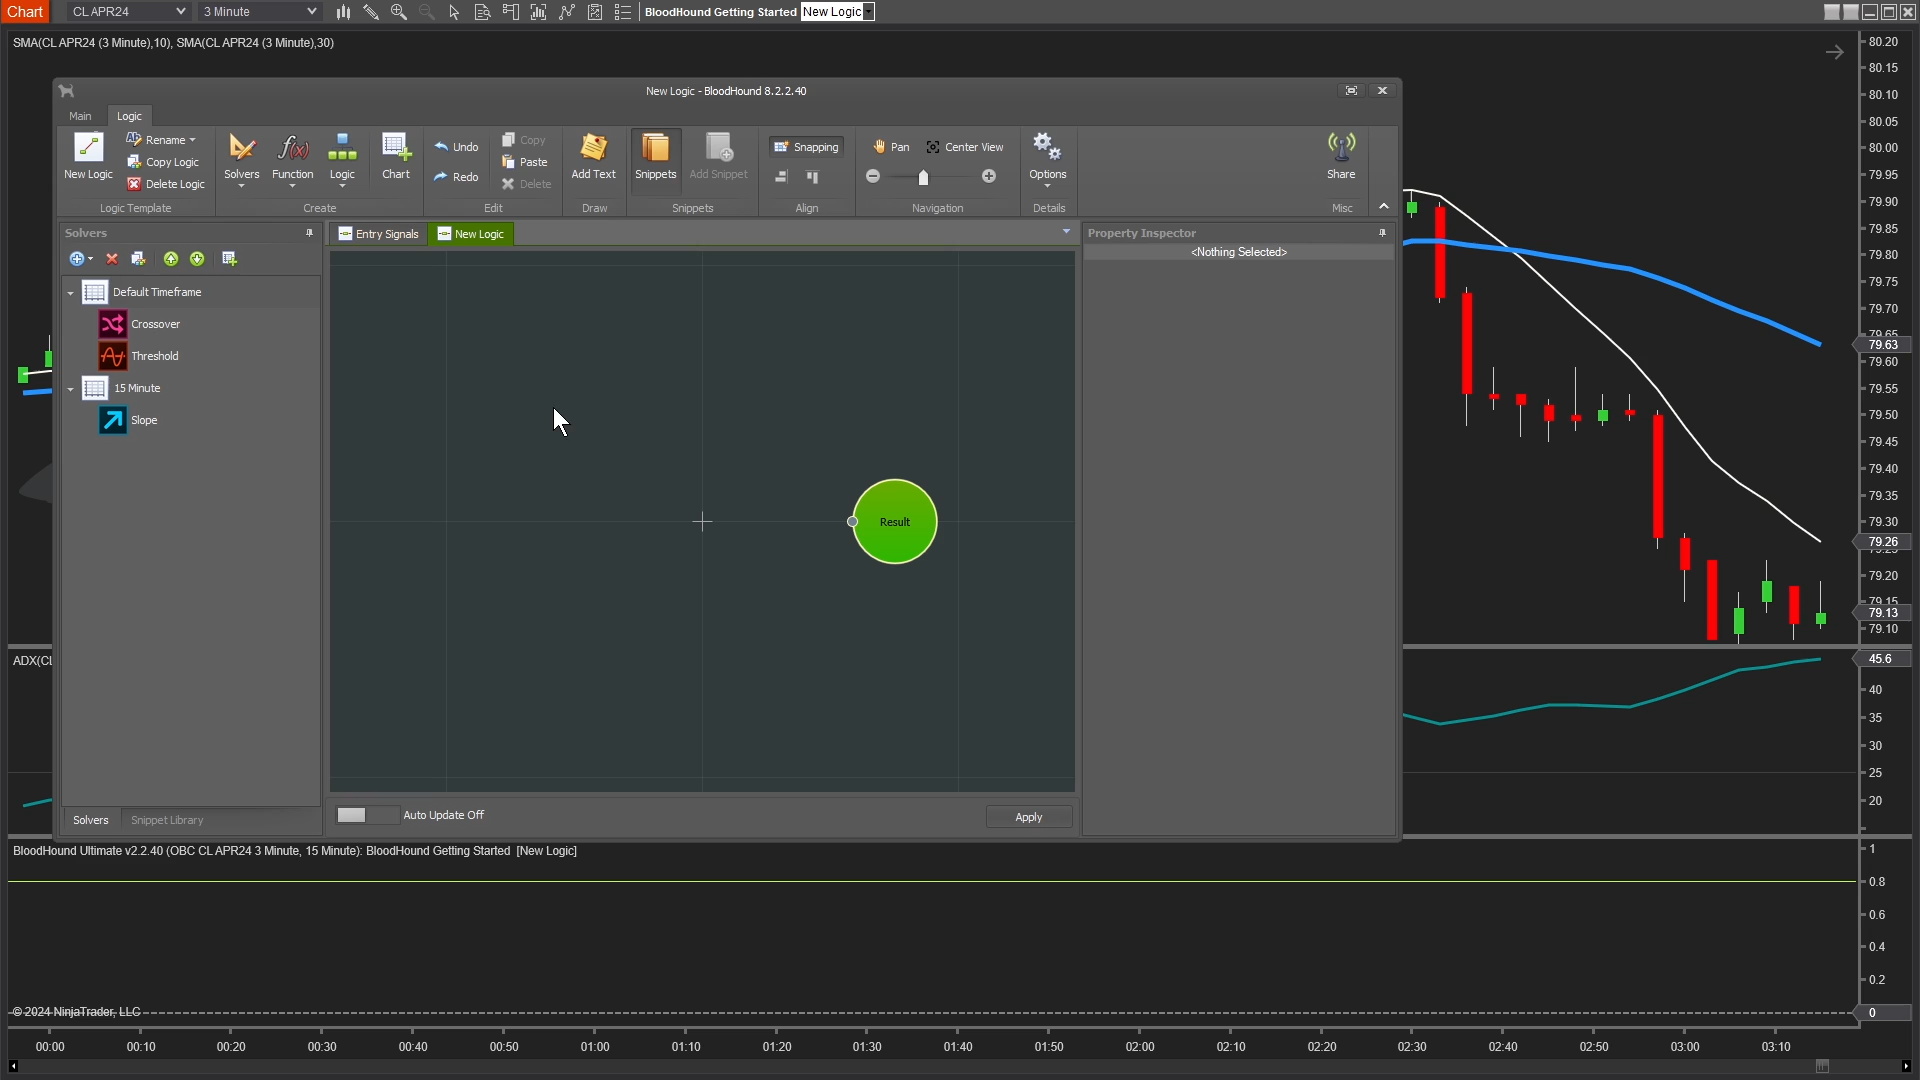 Chart CL APR24 3 Minute BloodHound Getting Started New Logic
SMA(CL APR24 (3 Minute),10), SMA(CL APR24 (3 Minute),30)
New Logic - BloodHound 8.2.2.40
Main Logic
New Logic
Rename
Copy Logic
Delete Logic
Logic Template
Solvers
Function
Logic
Chart
Create
Undo
Redo
Copy
Paste
Delete
Edit
Add Text
Draw
Snippets
Add Snippet
Snippets
Snapping
Align
Pan
Center View
Navigation
Options
Details
Share
Misc
Solvers
Default Timeframe
Crossover
Threshold
15 Minute
Slope
Solvers
Snippet Library
Entry Signals
New Logic
Result
Auto Update Off
Apply
Property Inspector
<Nothing Selected>
80.20
80.15
80.10
80.05
80.00
79.95
79.90
79.85
79.80
79.75
79.70
79.65
79.63
79.60
79.55
79.50
79.45
79.40
79.35
79.30
79.26
79.25
79.20
79.15
79.13
79.10
ADX(CL
45.6
40
35
30
25
20
BloodHound Ultimate v2.2.40 (OBC CL APR24 3 Minute, 15 Minute): BloodHound Getting Started [New Logic]
1
0.8
0.6
0.4
0.2
0
© 2024 NinjaTrader, LLC
00:00 00:10 00:20 00:30 00:40 00:50 01:00 01:10 01:20 01:30 01:40 01:50 02:00 02:10 02:20 02:30 02:40 02:50 03:00 03:10